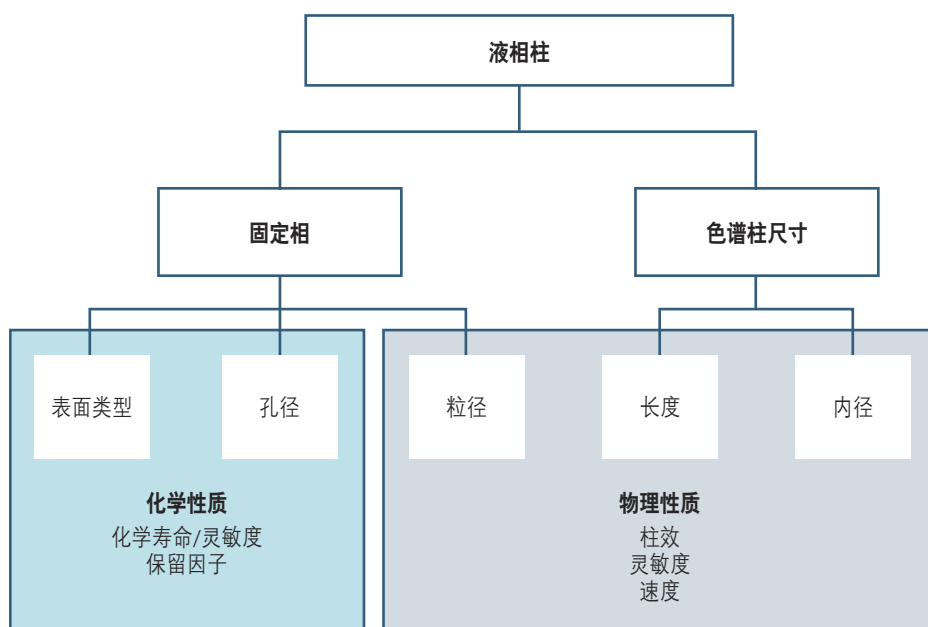 液相柱
固定相
色谱柱尺寸
表面类型
孔径
粒径
长度
内径
化学性质
化学寿命/灵敏度
保留因子
物理性质
柱效
灵敏度
速度